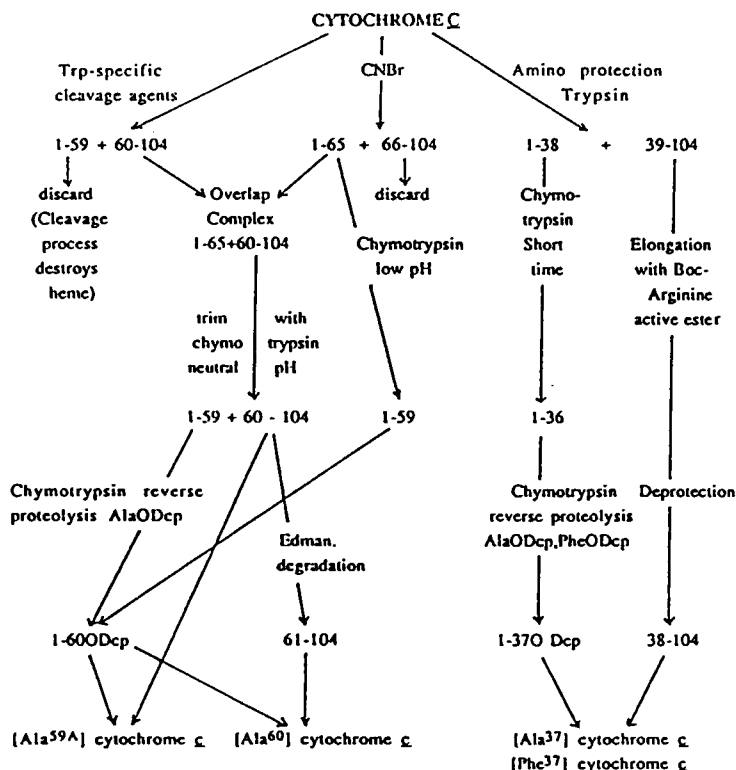 CYTOCHROME C
Trp-specific
cleavage agents
CNBr
Amino protection
Trypsin
1-59 + 60-104
1-65 + 66-104
1-38 + 39-104
discard
(Cleavage
process
destroys
heme)
Overlap
Complex
1-65+60-104
discard
Chymotrypsin
low pH
Chymo-
trypsin
Short
time
Elongation
with Boc-
Arginine
active ester
trim with
chymo trypsin
neutral pH
1-59 + 60 - 104
1-59
1-36
Chymotrypsin reverse
proteolysis AlaODcp
Edman.
degradation
Chymotrypsin
reverse proteolysis
AlaODcp,PheODcp
Deprotection
1-60ODcp
61-104
1-37O Dcp
38-104
[Ala59A] cytochrome c
[Ala60] cytochrome c
[Ala37] cytochrome c
[Phe37] cytochrome c